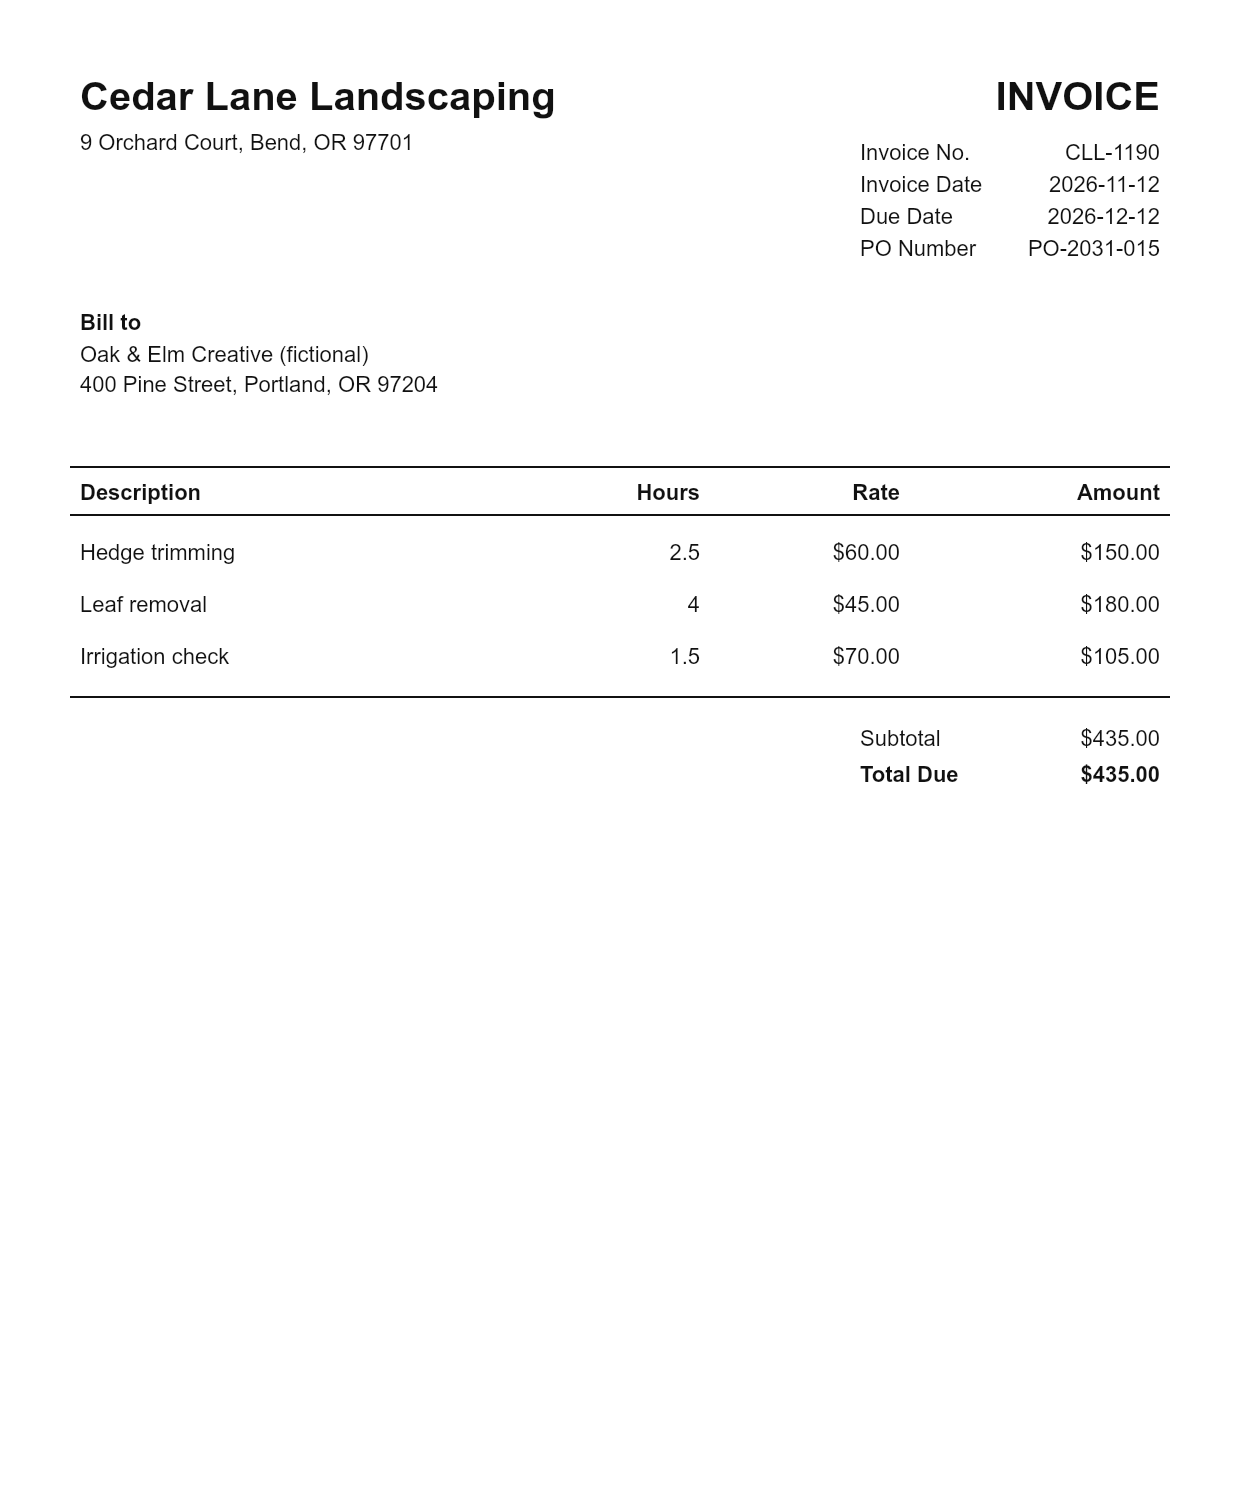 Cedar Lane Landscaping
INVOICE
9 Orchard Court, Bend, OR 97701
Invoice No. CLL-1190
Invoice Date 2026-11-12
Due Date 2026-12-12
PO Number PO-2031-015
Bill to
Oak & Elm Creative (fictional)
400 Pine Street, Portland, OR 97204
Description Hours Rate Amount
Hedge trimming 2.5 $60.00 $150.00
Leaf removal 4 $45.00 $180.00
Irrigation check 1.5 $70.00 $105.00
Subtotal $435.00
Total Due $435.00